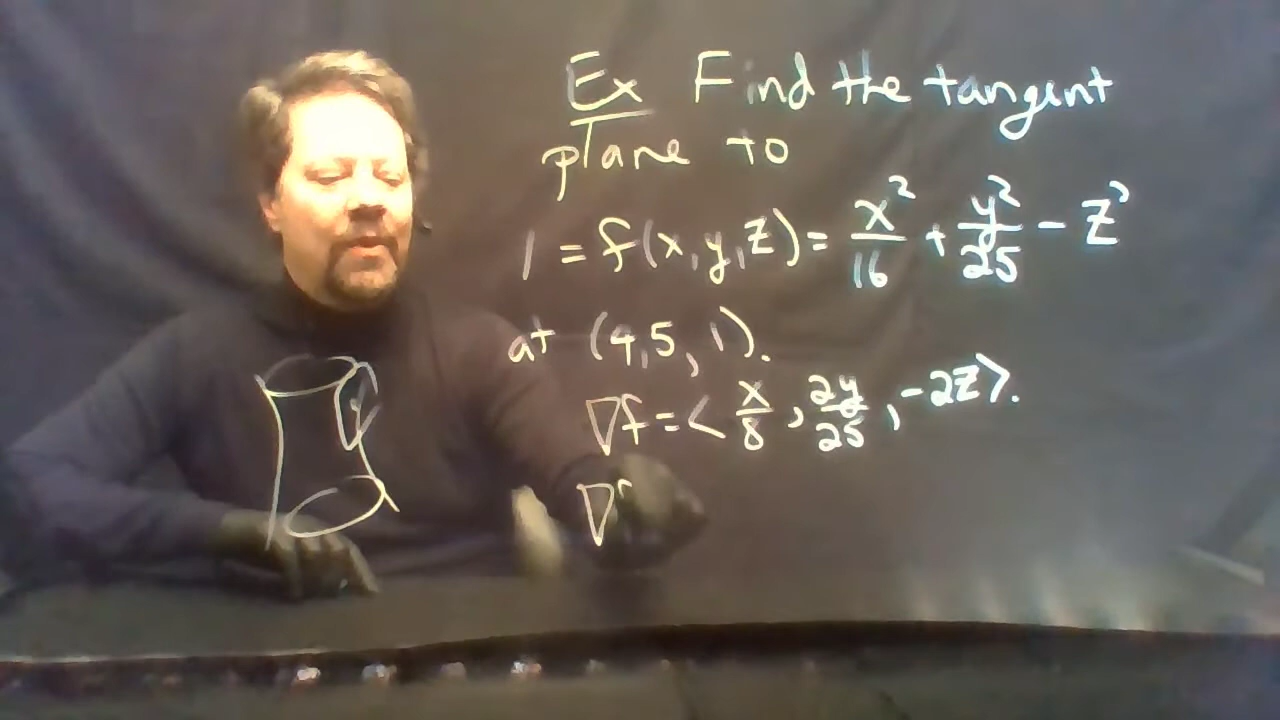 Ex Find the tangent
plane to
1 = f(x,y,z) = x²/16 + y²/25 - z²
at (4,5,1).
∇f = < x/8 , 2y/25 , -2z >.
∇f